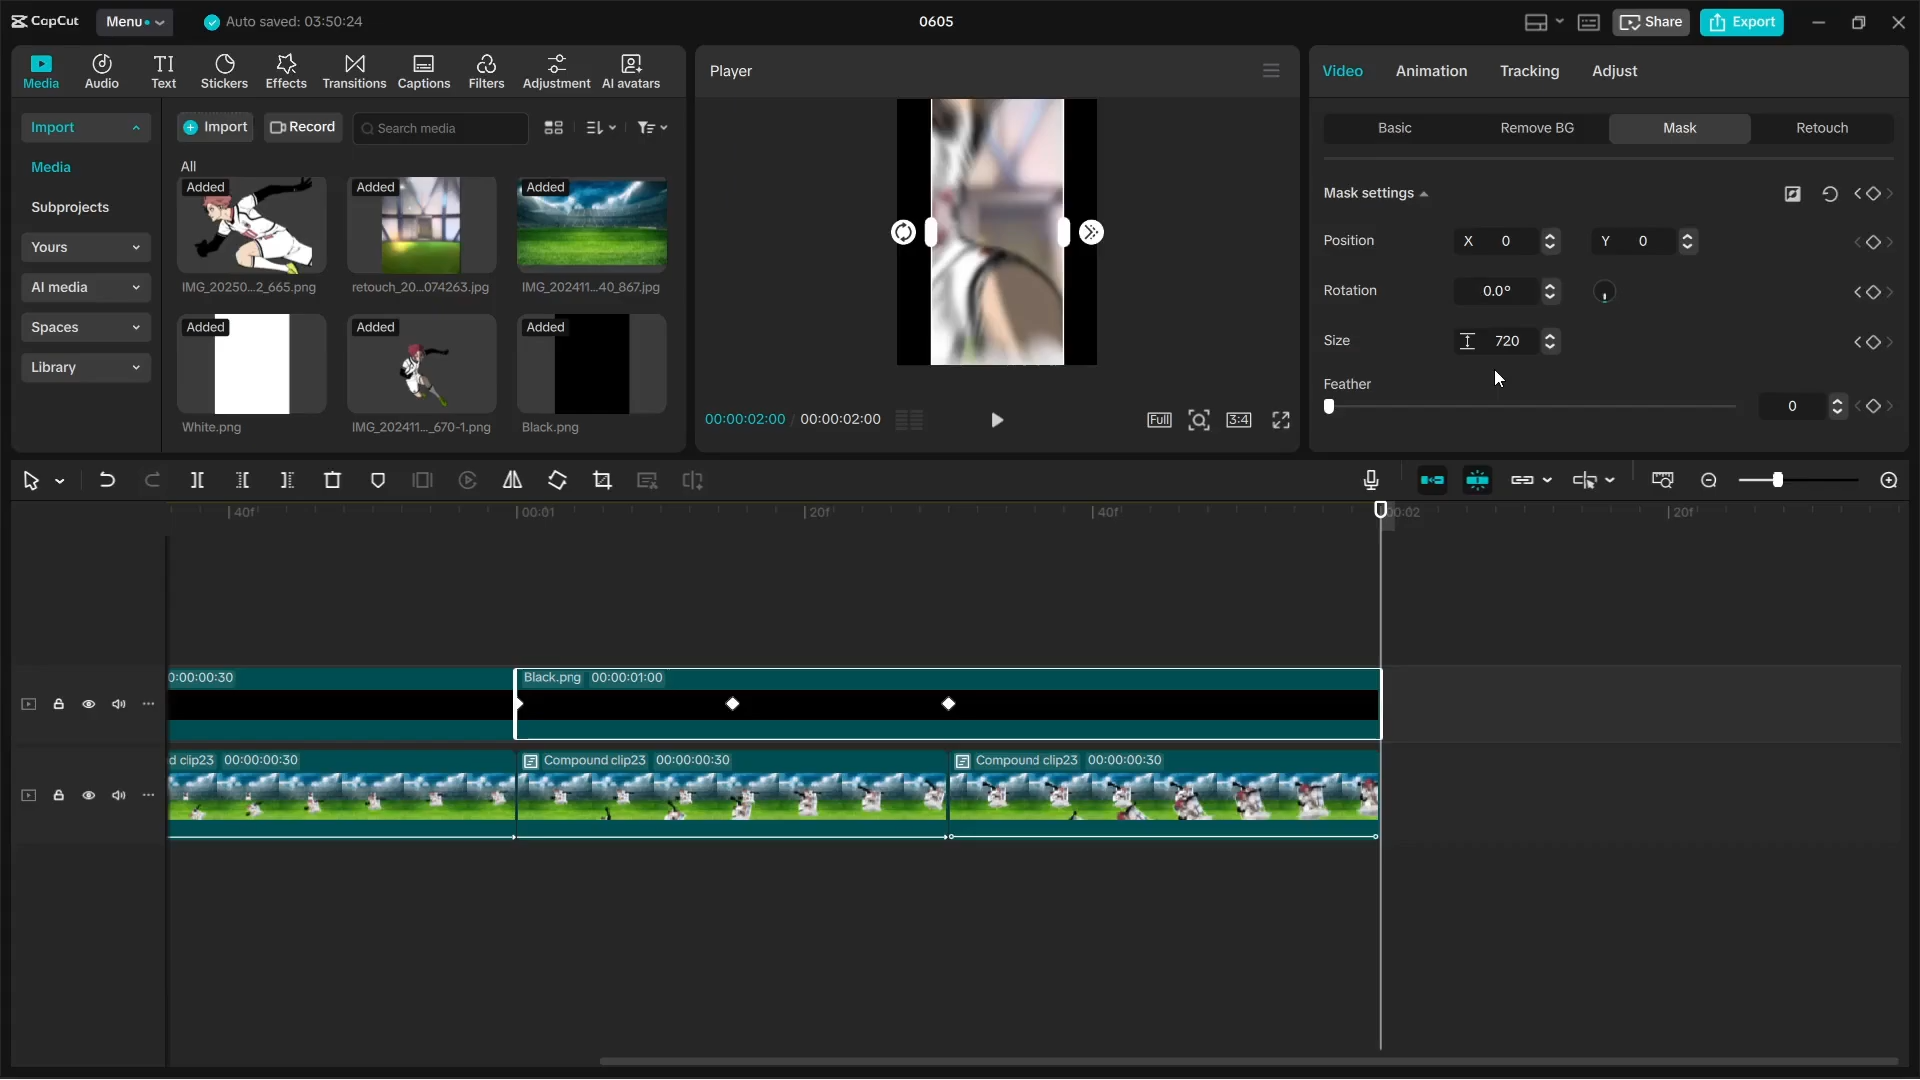 CapCut
Menu
Auto saved: 03:50:24
0605
Share
Export
Media
Audio
Text
Stickers
Effects
Transitions
Captions
Filters
Adjustment
AI avatars
Import
Media
Subprojects
Yours
AI media
Spaces
Library
Import
Record
Search media
All
Added
IMG_20250...2_665.png
Added
retouch_20...074263.jpg
Added
IMG_202411...40_867.jpg
Added
White.png
Added
IMG_202411..._670-1.png
Added
Black.png
Player
00:00:02:00 / 00:00:02:00
Full
3:4
Video
Animation
Tracking
Adjust
Basic
Remove BG
Mask
Retouch
Mask settings
Position
X 0
Y 0
Rotation
0.0°
Size
720
Feather
0
40f
00:01
20f
40f
00:02
20f
0:00:00:30
Black.png 00:00:01:00
d clip23 00:00:00:30
Compound clip23 00:00:00:30
Compound clip23 00:00:00:30